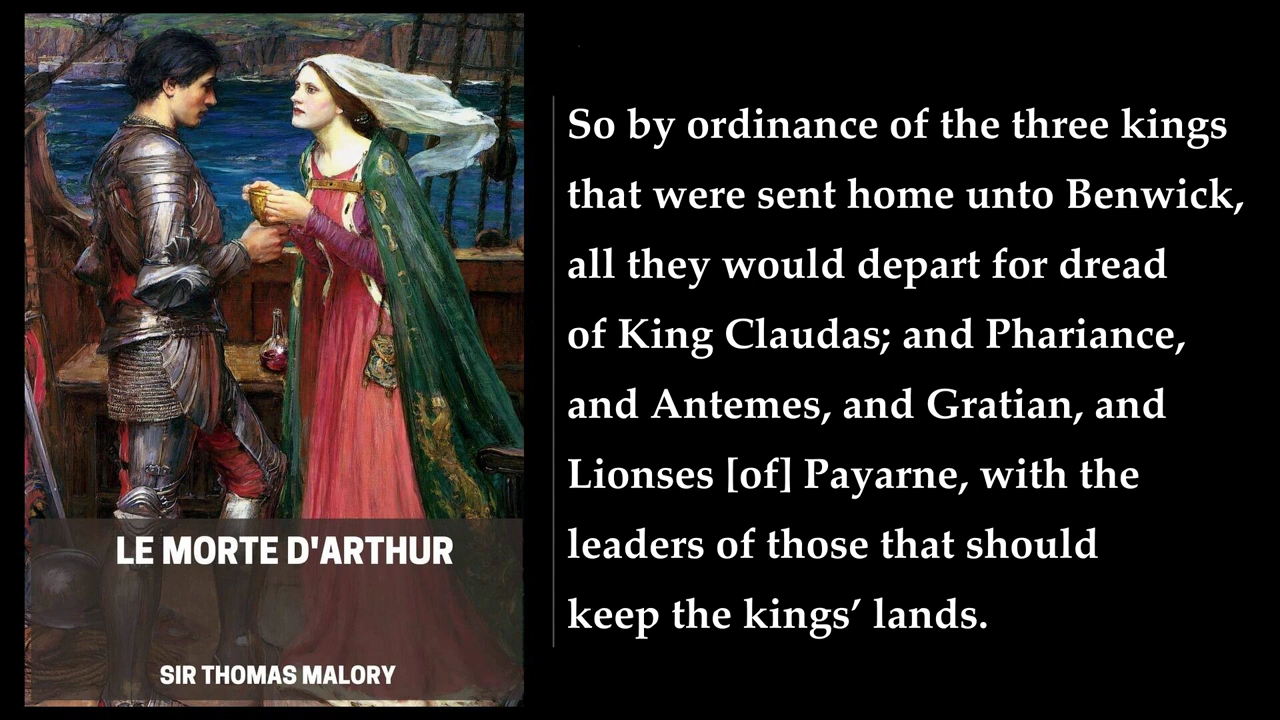 LE MORTE D'ARTHUR
SIR THOMAS MALORY
So by ordinance of the three kings
that were sent home unto Benwick,
all they would depart for dread
of King Claudas; and Phariance,
and Antemes, and Gratian, and
Lionses [of] Payarne, with the
leaders of those that should
keep the kings’ lands.